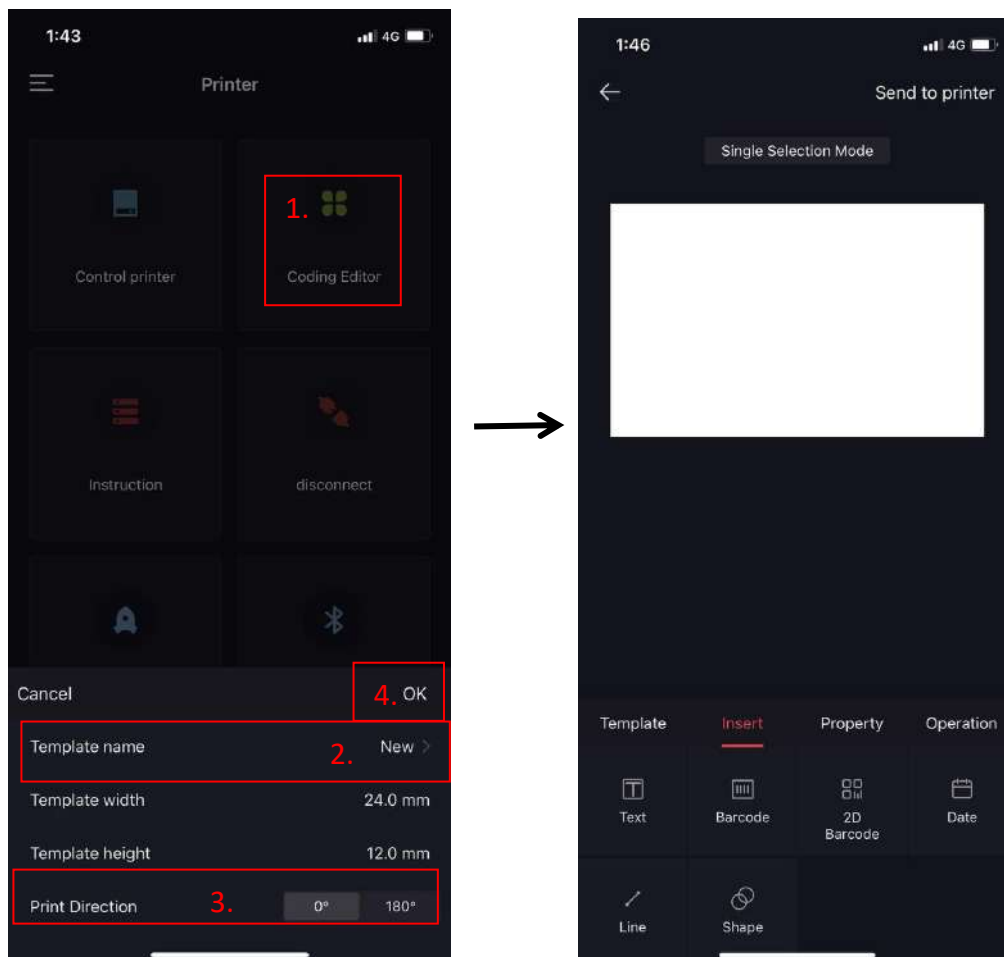 1:43
4G
Printer
1.
Control printer
Coding Editor
Instruction
disconnect
Cancel
4. OK
Template name
2.
New >
Template width
24.0 mm
Template height
12.0 mm
Print Direction
3.
0°
180°
1:46
4G
Send to printer
Single Selection Mode
Template
Insert
Property
Operation
Text
Barcode
2D
Barcode
Date
Line
Shape